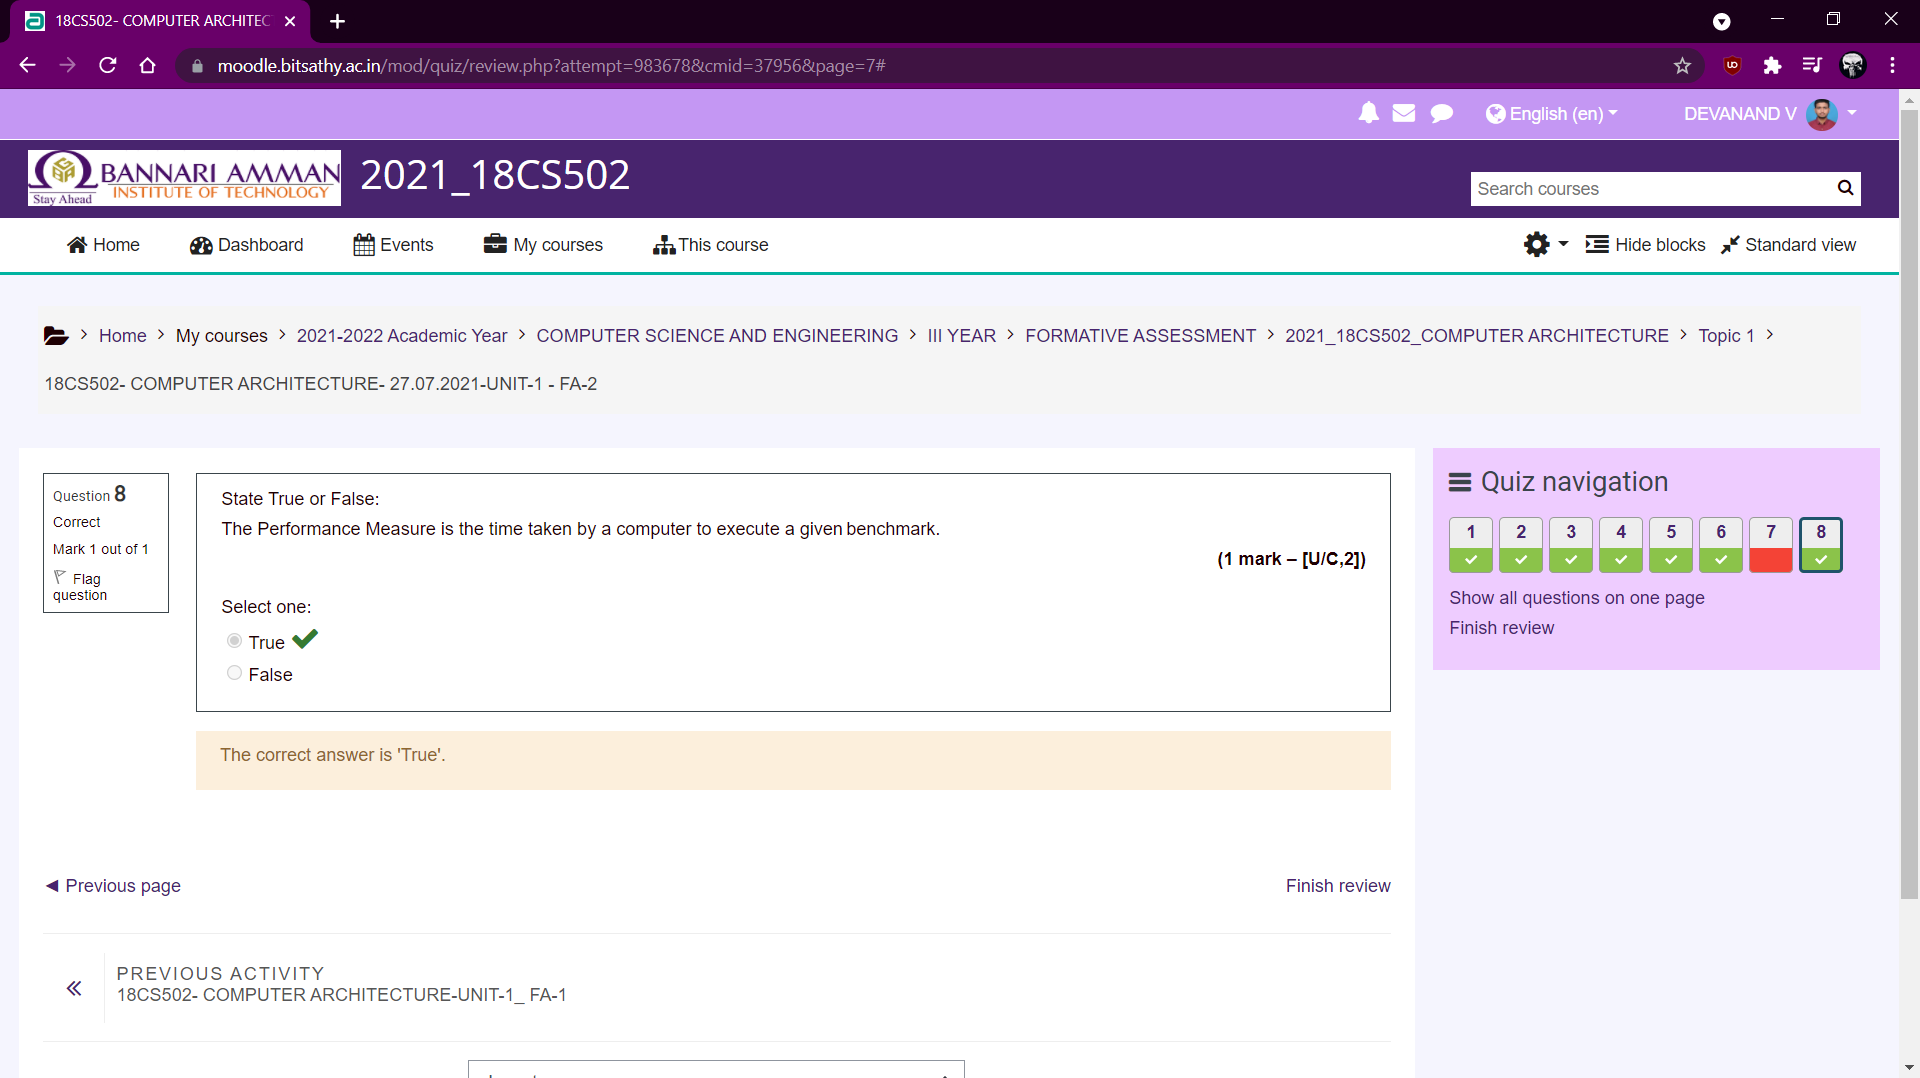 18CS502- COMPUTER ARCHITEC
moodle.bitsathy.ac.in/mod/quiz/review.php?attempt=983678&cmid=37956&page=7#
English (en)
DEVANAND V
BANNARI AMMAN
INSTITUTE OF TECHNOLOGY
Stay Ahead
2021_18CS502
Search courses
Home
Dashboard
Events
My courses
This course
Hide blocks
Standard view
Home
My courses
2021-2022 Academic Year
COMPUTER SCIENCE AND ENGINEERING
III YEAR
FORMATIVE ASSESSMENT
2021_18CS502_COMPUTER ARCHITECTURE
Topic 1
18CS502- COMPUTER ARCHITECTURE- 27.07.2021-UNIT-1 - FA-2
Question 8
Correct
Mark 1 out of 1
Flag
question
State True or False:
The Performance Measure is the time taken by a computer to execute a given benchmark.
(1 mark – [U/C,2])
Select one:
True
False
The correct answer is 'True'.
Quiz navigation
1 2 3 4 5 6 7 8
Show all questions on one page
Finish review
◄ Previous page
Finish review
PREVIOUS ACTIVITY
18CS502- COMPUTER ARCHITECTURE-UNIT-1_ FA-1